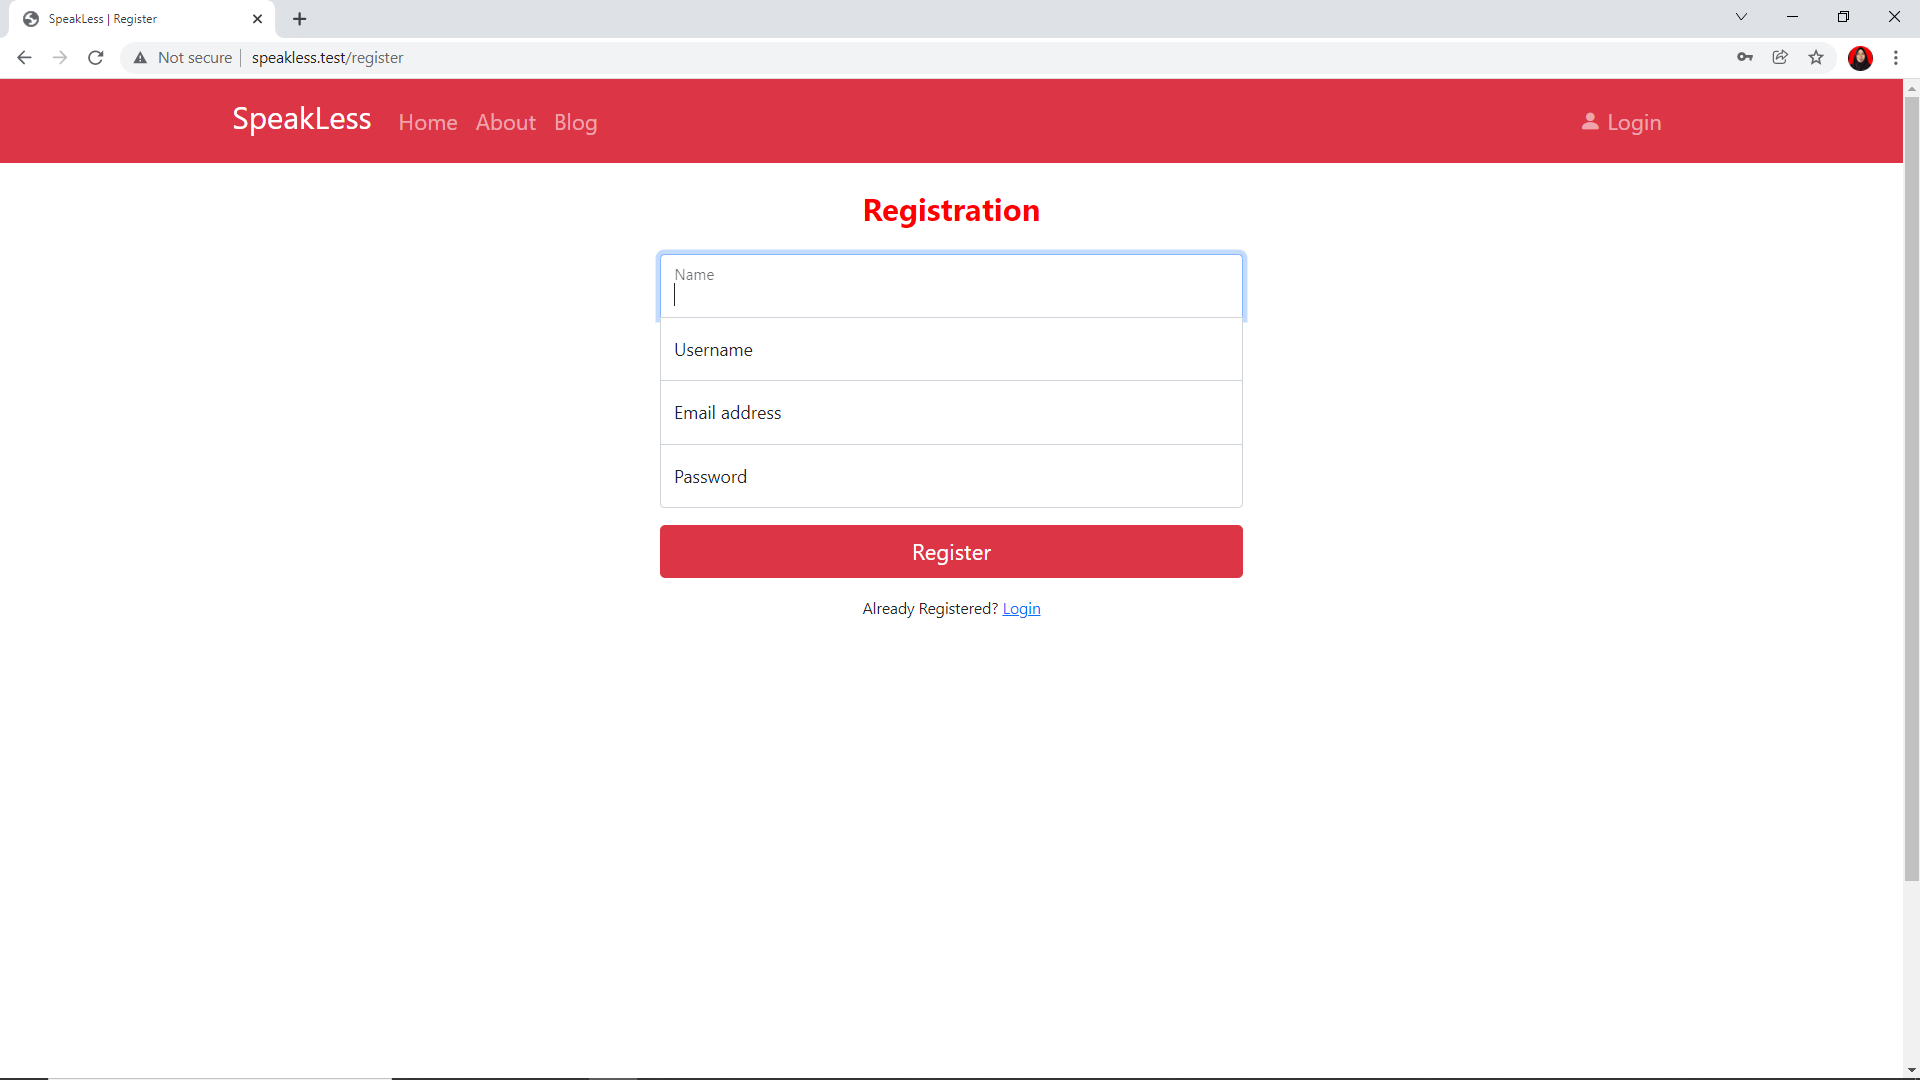 SpeakLess | Register
Not secure speakless.test/register
SpeakLess Home About Blog Login
Registration
Name
Username
Email address
Password
Register
Already Registered? Login